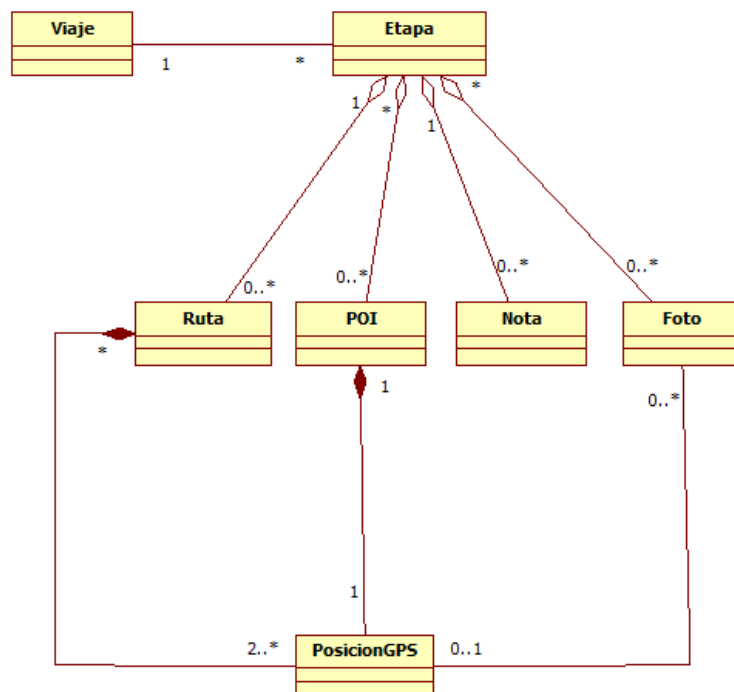 Viaje
Etapa
1
*
1
*
1
*
0..*
0..*
0..*
0..*
Ruta
POI
Nota
Foto
*
1
0..*
1
2..*
PosicionGPS
0..1